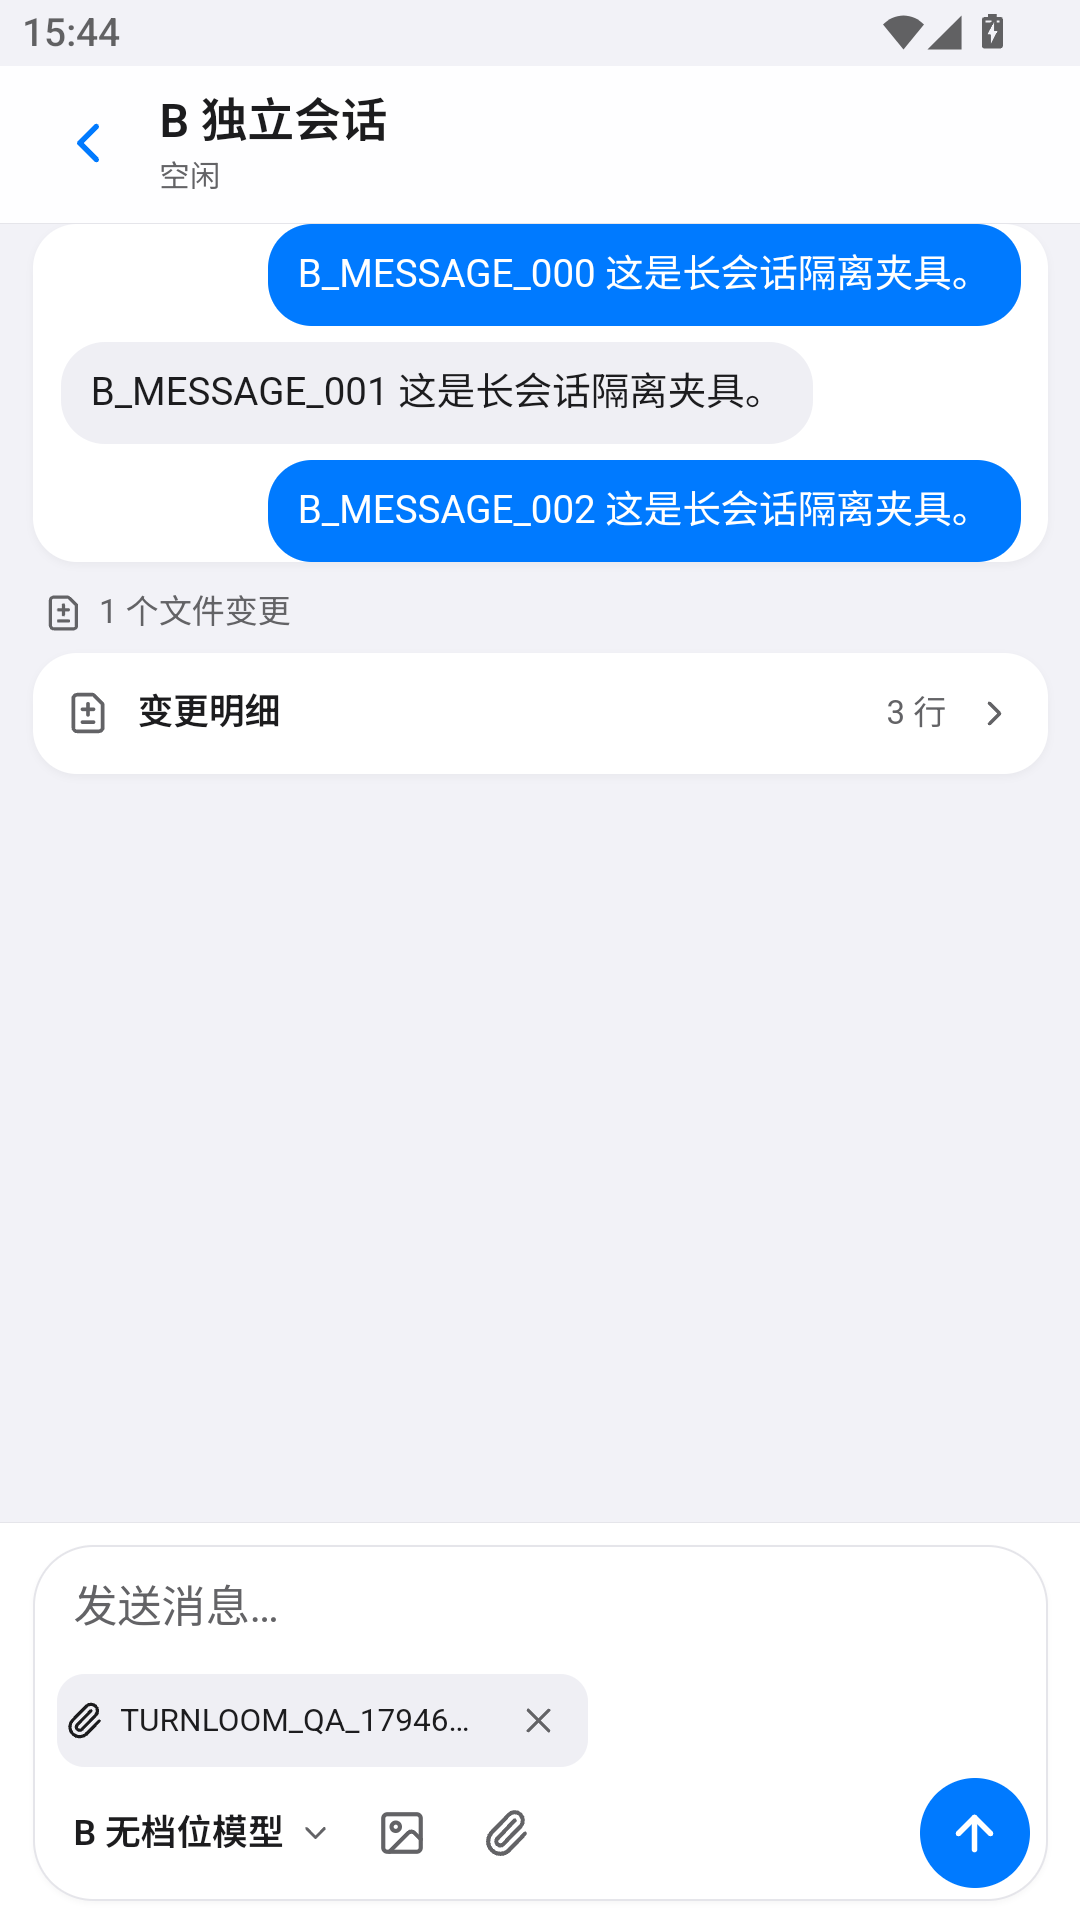 15:44
B 独立会话
空闲
B_MESSAGE_000 这是长会话隔离夹具。
B_MESSAGE_001 这是长会话隔离夹具。
B_MESSAGE_002 这是长会话隔离夹具。
1 个文件变更
变更明细
3 行
发送消息...
TURNLOOM_QA_17946...
B 无档位模型